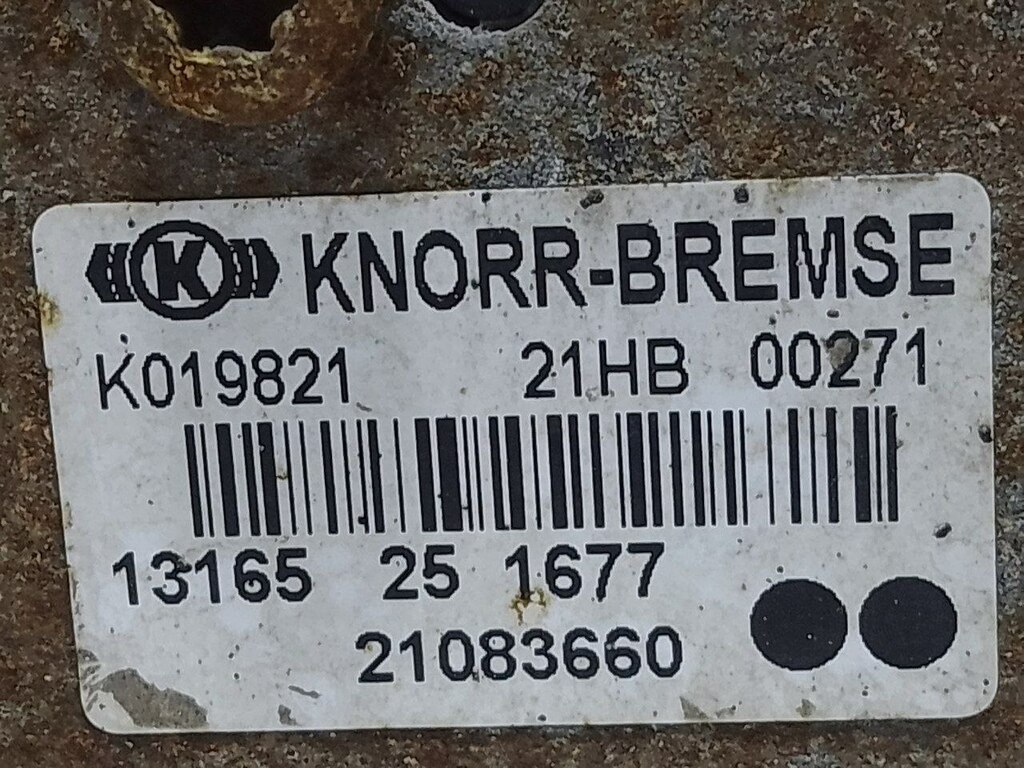 K KNORR-BREMSE
K019821 21HB 00271
13165 25 1677
21083660